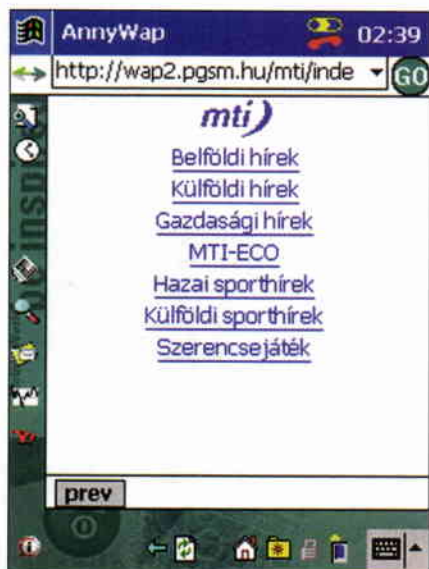 AnnyWap 02:39
http://wap2.pgsm.hu/mti/inde GO
mti
Belföldi hírek
Külföldi hírek
Gazdasági hírek
MTI-ECO
Hazai sporthírek
Külföldi sporthírek
Szerencsejáték
prev